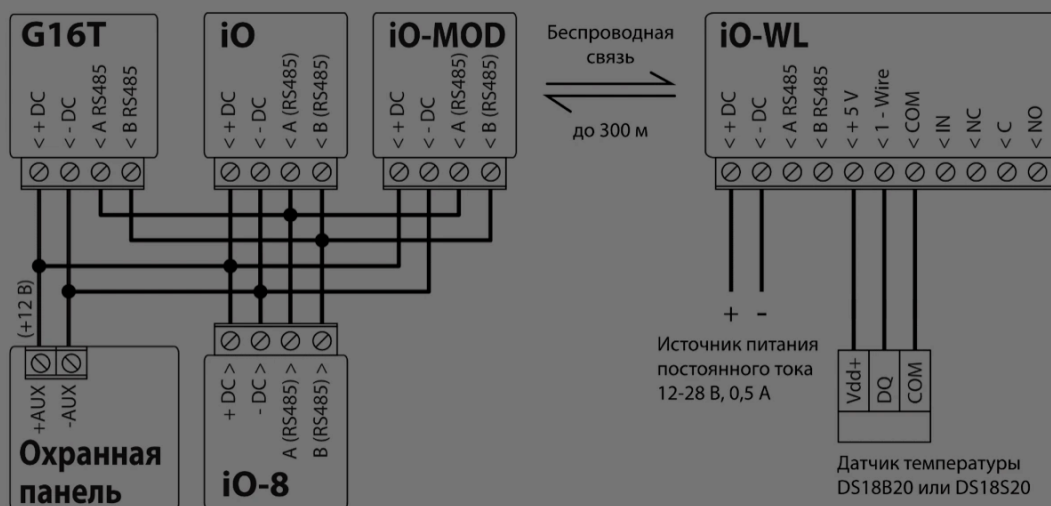 G16T
< + DC
< - DC
< A RS485
< B RS485
iO
< + DC
< - DC
< A (RS485)
< B (RS485)
iO-MOD
< + DC
< - DC
< A (RS485)
< B (RS485)
Беспроводная
связь
до 300 м
iO-WL
< + DC
< - DC
< A RS485
< B RS485
< + 5 V
< 1 - Wire
< COM
< IN
< NC
< C
< NO
(+12 В)
+AUX
-AUX
Охранная
панель
+ DC >
- DC >
A (RS485) >
B (RS485) >
iO-8
+ -
Источник питания
постоянного тока
12-28 В, 0,5 А
Vdd+
DQ
COM
Датчик температуры
DS18B20 или DS18S20